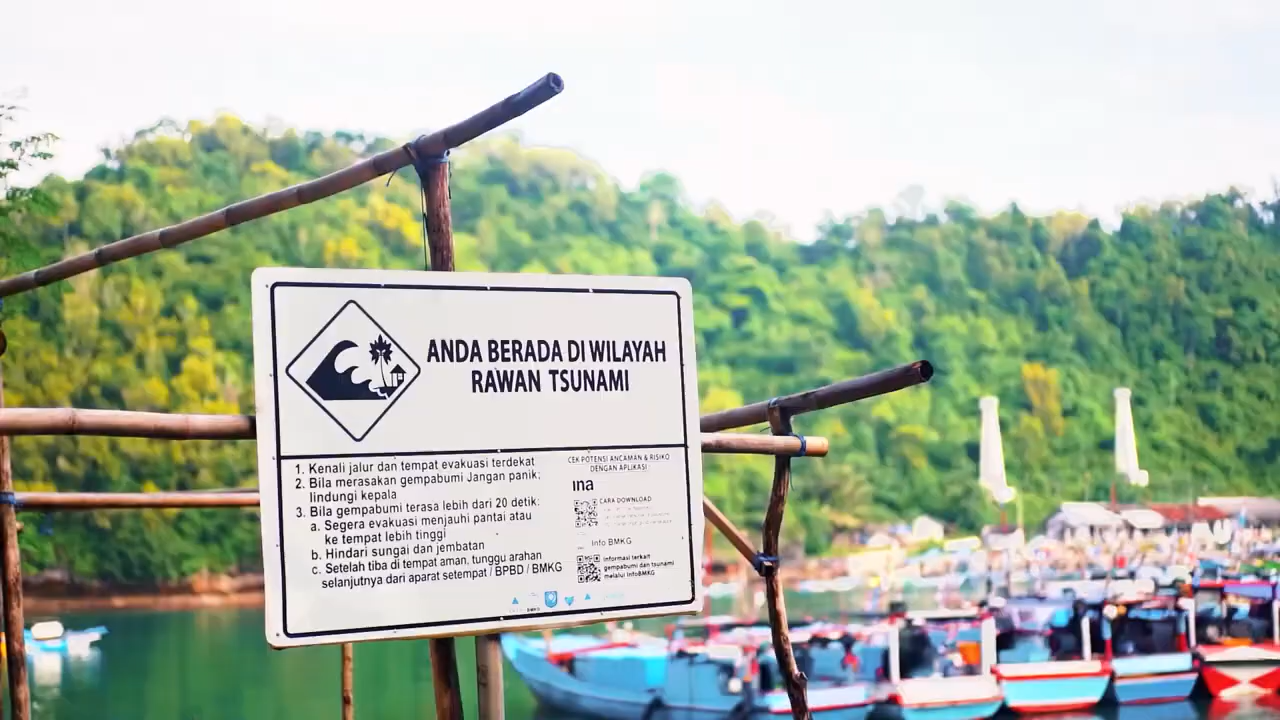 ANDA BERADA DI WILAYAH
RAWAN TSUNAMI
1. Kenali jalur dan tempat evakuasi terdekat
2. Bila merasakan gempabumi Jangan panik;
lindungi kepala
3. Bila gempabumi terasa lebih dari 20 detik:
a. Segera evakuasi menjauhi pantai atau
ke tempat lebih tinggi
b. Hindari sungai dan jembatan
c. Setelah tiba di tempat aman, tunggu arahan
selanjutnya dari aparat setempat / BPBD / BMKG
CEK POTENSI ANCAMAN & RISIKO
DENGAN APLIKASI
ina
CARA DOWNLOAD
Info BMKG
Informasi terkait
gempabumi dan tsunami
melalui InfoBMKG
BMKG